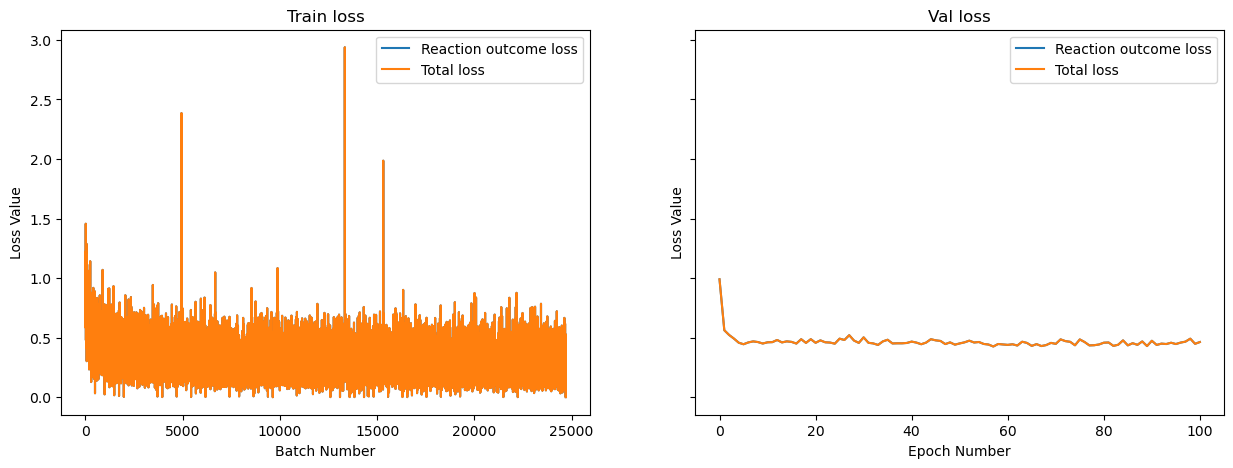 Train loss
Reaction outcome loss
Total loss
Loss Value
3.0
2.5
2.0
1.5
1.0
0.5
0.0
0
5000
10000
15000
20000
25000
Batch Number
Val loss
Reaction outcome loss
Total loss
Loss Value
0
20
40
60
80
100
Epoch Number